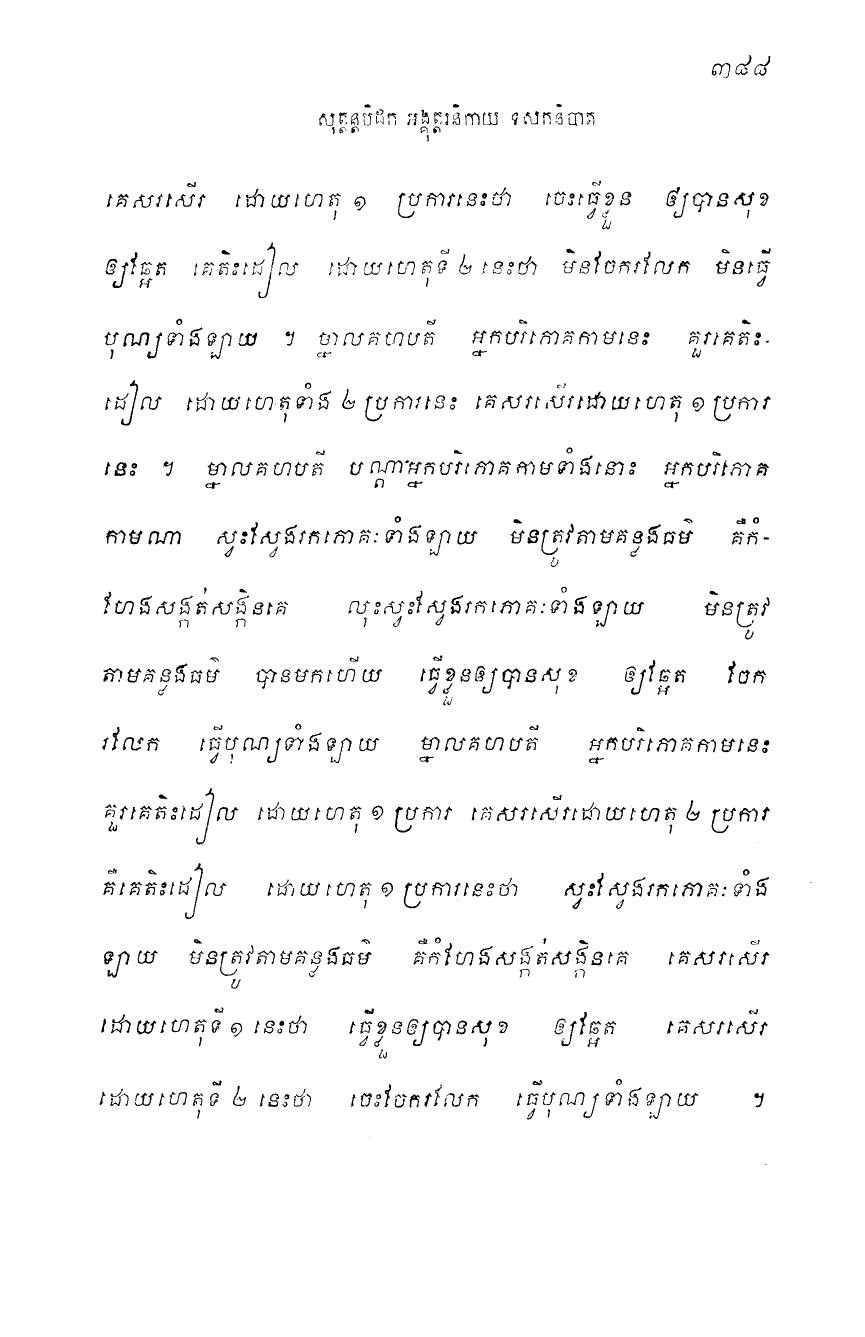 ៣៨៨
សុត្តន្តបិដក អង្គុត្តរនិកាយ ទសកនិបាត
គេសរសើរ ដោយហេតុ ១ ប្រការនេះថា ចេះធ្វើខ្លួន ឲ្យបានសុខ
ឲ្យឆ្អែត គេតិះដៀល ដោយហេតុទី ២ នេះថា មិនចែករលែក មិនធ្វើ
បុណ្យទាំងឡាយ ។ ម្នាលគហបតី អ្នកបរិភោគកាមនេះ គួរគេតិះ-
ដៀល ដោយហេតុទាំង ២ ប្រការនេះ គេសរសើរដោយហេតុ ១ ប្រការ
នេះ ។ ម្នាលគហបតី បណ្តាអ្នកបរិភោគកាមទាំងនោះ អ្នកបរិភោគ
កាមណា ស្វះស្វែងរកភោគៈទាំងឡាយ មិនត្រូវតាមគន្លងធម៌ គឺកំ-
ហែងសង្កត់សង្កិនគេ លុះស្វះស្វែងរកភោគៈទាំងឡាយ មិនត្រូវ
តាមគន្លងធម៌ បានមកហើយ ធ្វើខ្លួនឲ្យបានសុខ ឲ្យឆ្អែត ចែក
រលែក ធ្វើបុណ្យទាំងឡាយ ម្នាលគហបតី អ្នកបរិភោគកាមនេះ
គួរគេតិះដៀល ដោយហេតុ ១ ប្រការ គេសរសើរដោយហេតុ ២ ប្រការ
គឺគេតិះដៀល ដោយហេតុ ១ ប្រការនេះថា ស្វះស្វែងរកភោគៈទាំង
ឡាយ មិនត្រូវតាមគន្លងធម៌ គឺកំហែងសង្កត់សង្កិនគេ គេសរសើរ
ដោយហេតុទី ១ នេះថា ធ្វើខ្លួនឲ្យបានសុខ ឲ្យឆ្អែត គេសរសើរ
ដោយហេតុទី ២ នេះថា ចេះចែករលែក ធ្វើបុណ្យទាំងឡាយ ។